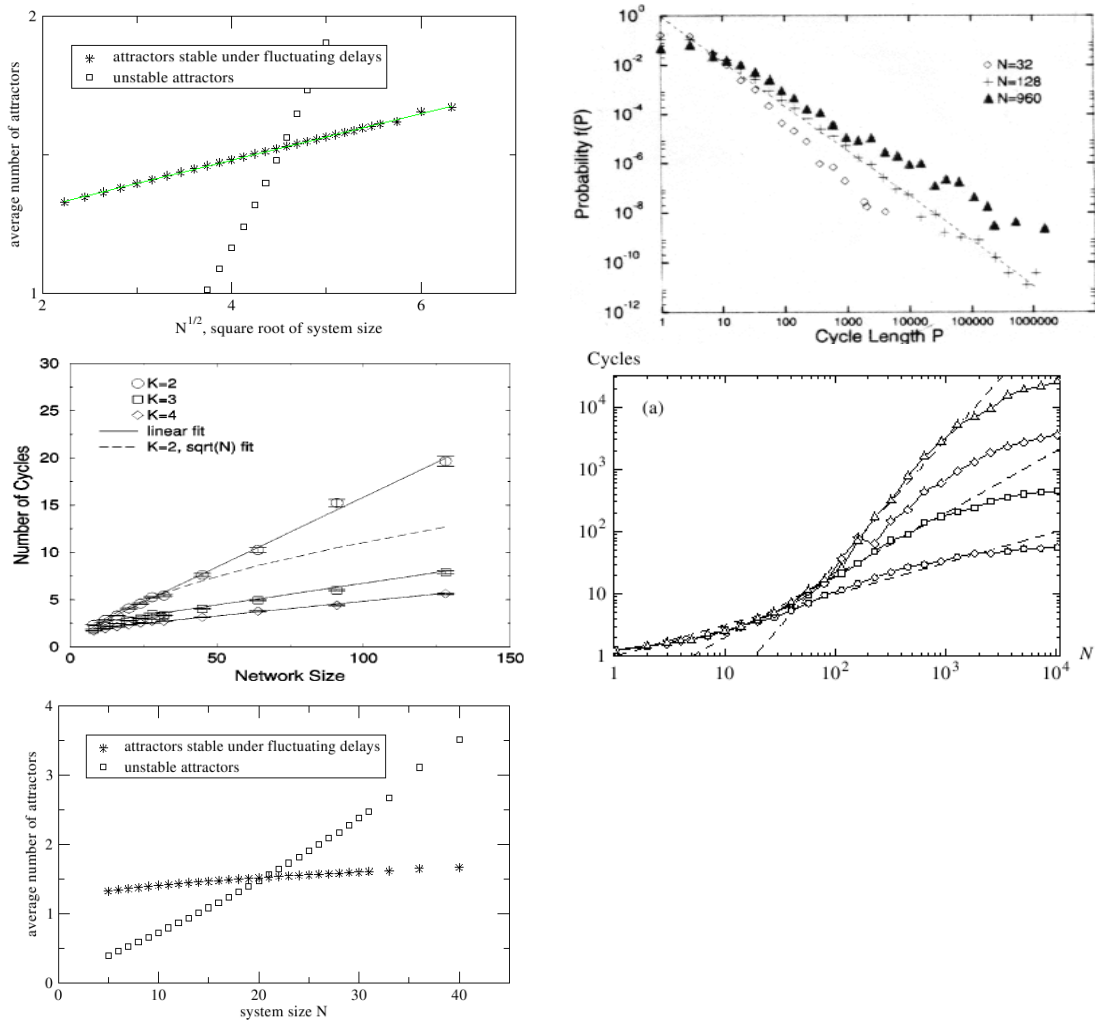 2
1
2
4
6
average number of attractors
attractors stable under fluctuating delays
unstable attractors
N^1/2, square root of system size
10^0
10^-2
10^-4
10^-6
10^-8
10^-10
10^-12
Probability f(P)
N=32
N=128
N=960
1
10
100
1000
10000
100000
1000000
Cycle Length P
30
25
20
15
10
5
0
Number of Cycles
K=2
K=3
K=4
linear fit
K=2, sqrt(N) fit
0
50
100
150
Network Size
Cycles
(a)
10^4
10^3
10^2
10
1
1
10
10^2
10^3
10^4
N
4
3
2
1
0
average number of attractors
attractors stable under fluctuating delays
unstable attractors
0
10
20
30
40
system size N